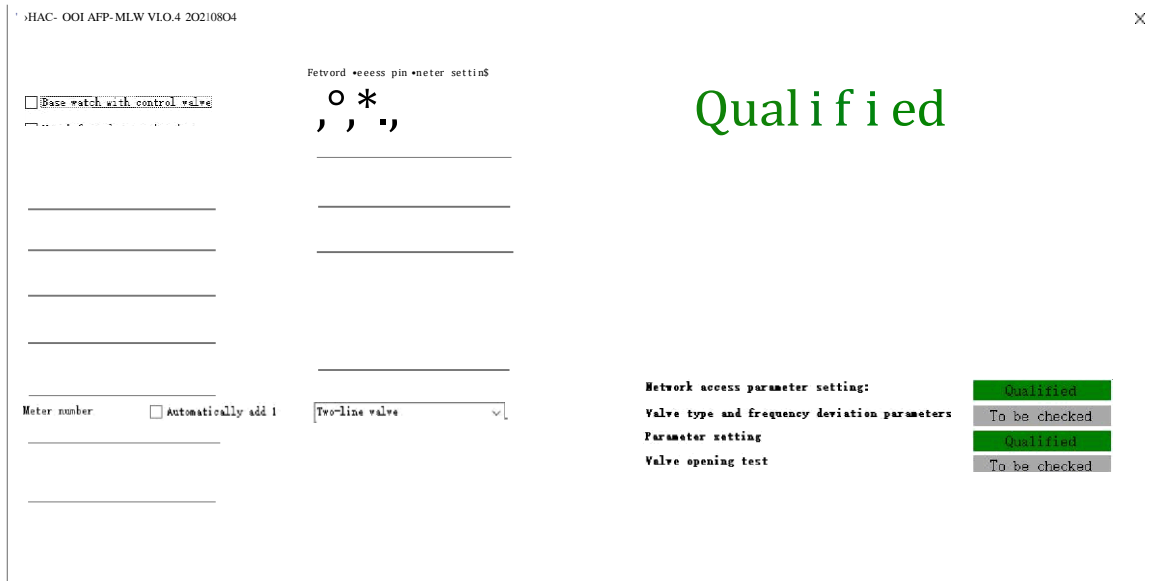 ›HAC- OOI AFP- MLW VI.O.4 2O2108O4
Fetvord •eeess pin •neter settin$
Base watch with control valve
Qualified
Meter number
Automatically add 1
Two-line valve
Network access parameter setting:
Qualified
Valve type and frequency deviation parameters
To be checked
Parameter setting
Qualified
Valve opening test
To be checked